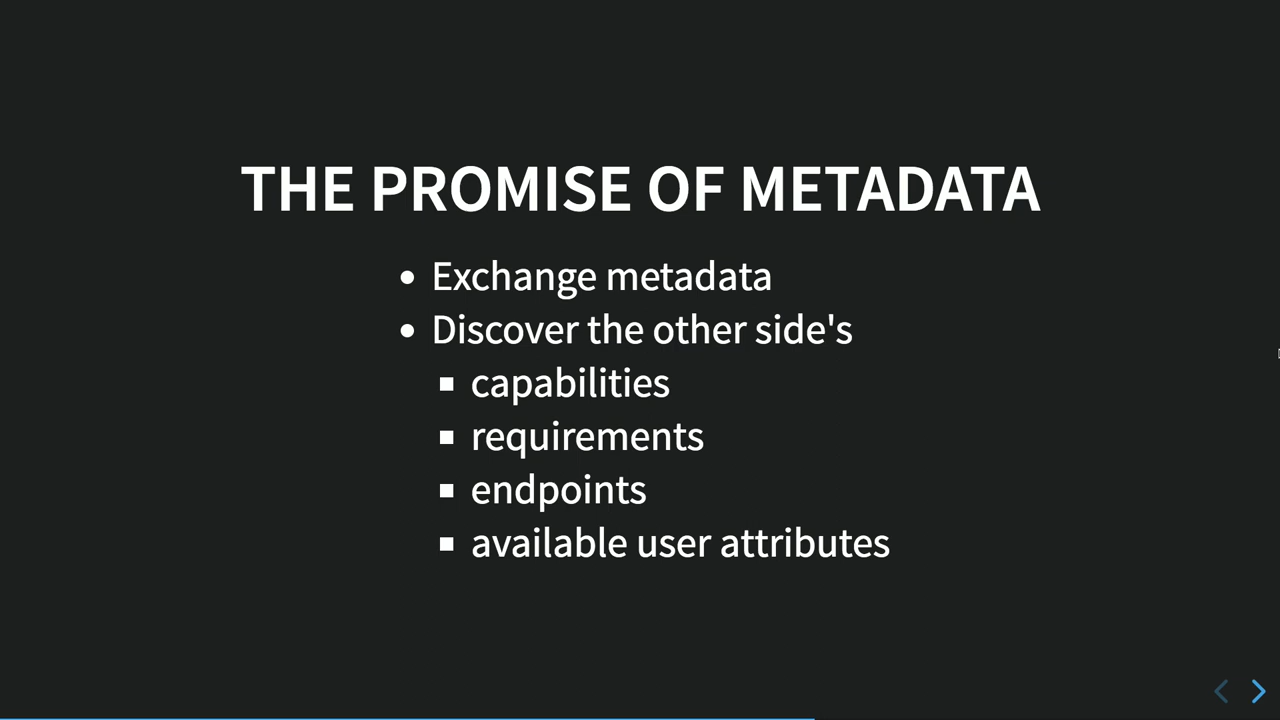 THE PROMISE OF METADATA
Exchange metadata
Discover the other side's
capabilities
requirements
endpoints
available user attributes